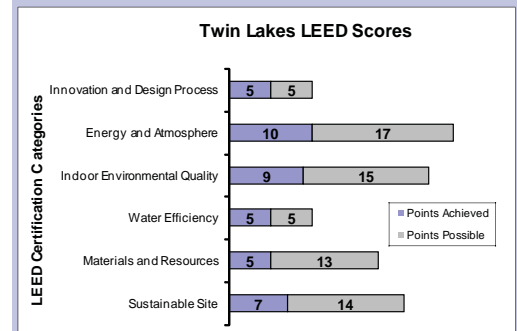 Twin Lakes LEED Scores
LEED Certification Categories
Innovation and Design Process 5 5
Energy and Atmosphere 10 17
Indoor Environmental Quality 9 15
Water Efficiency 5 5
Points Achieved
Points Possible
Materials and Resources 5 13
Sustainable Site 7 14